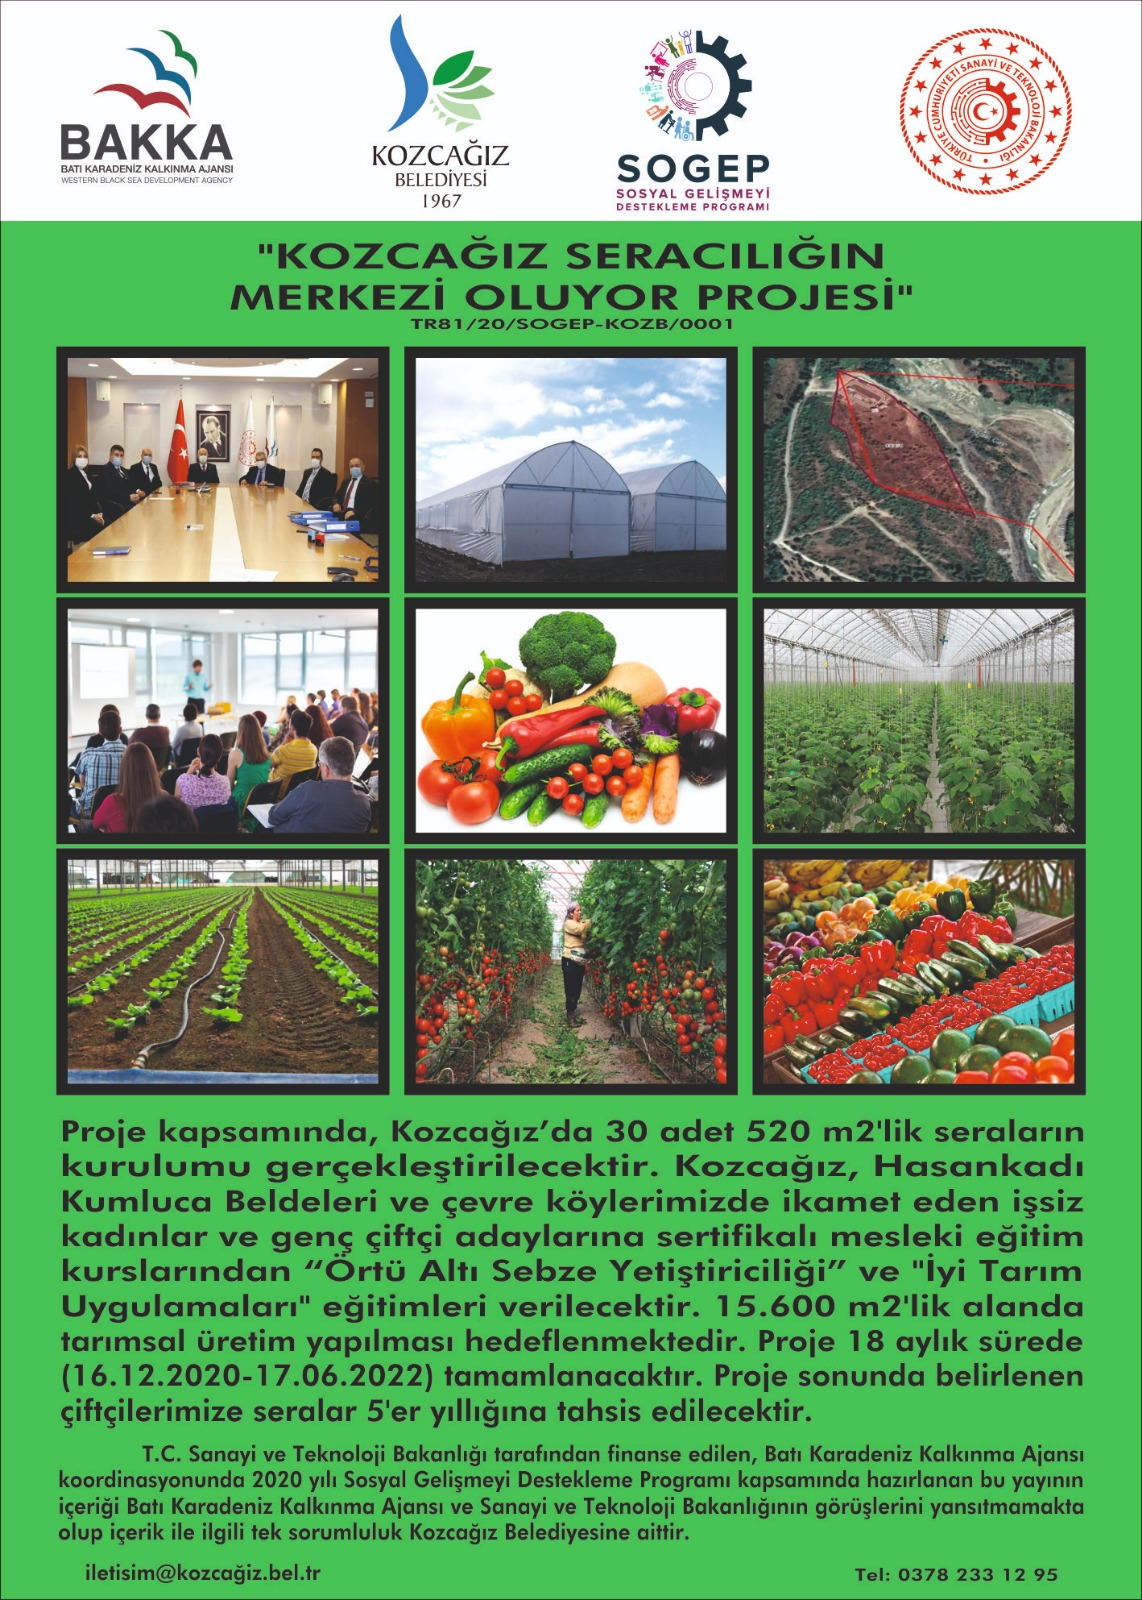 BAKKA
BATI KARADENİZ KALKINMA AJANSI
WESTERN BLACK SEA DEVELOPMENT AGENCY
KOZCAĞIZ
BELEDİYESİ
1967
SOGEP
SOSYAL GELİŞMEYİ
DESTEKLEME PROGRAMI
TÜRKİYE CUMHURİYETİ SANAYİ VE TEKNOLOJİ BAKANLIĞI
"KOZCAĞIZ SERACILIĞIN
MERKEZİ OLUYOR PROJESİ"
TR81/20/SOGEP-KOZB/0001
Proje kapsamında, Kozcağız’da 30 adet 520 m2'lik seraların
kurulumu gerçekleştirilecektir. Kozcağız, Hasankadı
Kumluca Beldeleri ve çevre köylerimizde ikamet eden işsiz
kadınlar ve genç çiftçi adaylarına sertifikalı mesleki eğitim
kurslarından “Örtü Altı Sebze Yetiştiriciliği” ve "İyi Tarım
Uygulamaları" eğitimleri verilecektir. 15.600 m2'lik alanda
tarımsal üretim yapılması hedeflenmektedir. Proje 18 aylık sürede
(16.12.2020-17.06.2022) tamamlanacaktır. Proje sonunda belirlenen
çiftçilerimize seralar 5'er yıllığına tahsis edilecektir.
T.C. Sanayi ve Teknoloji Bakanlığı tarafından finanse edilen, Batı Karadeniz Kalkınma Ajansı
koordinasyonunda 2020 yılı Sosyal Gelişmeyi Destekleme Programı kapsamında hazırlanan bu yayının
içeriği Batı Karadeniz Kalkınma Ajansı ve Sanayi ve Teknoloji Bakanlığının görüşlerini yansıtmamakta
olup içerik ile ilgili tek sorumluluk Kozcağız Belediyesine aittir.
iletisim@kozcağiz.bel.tr
Tel: 0378 233 12 95